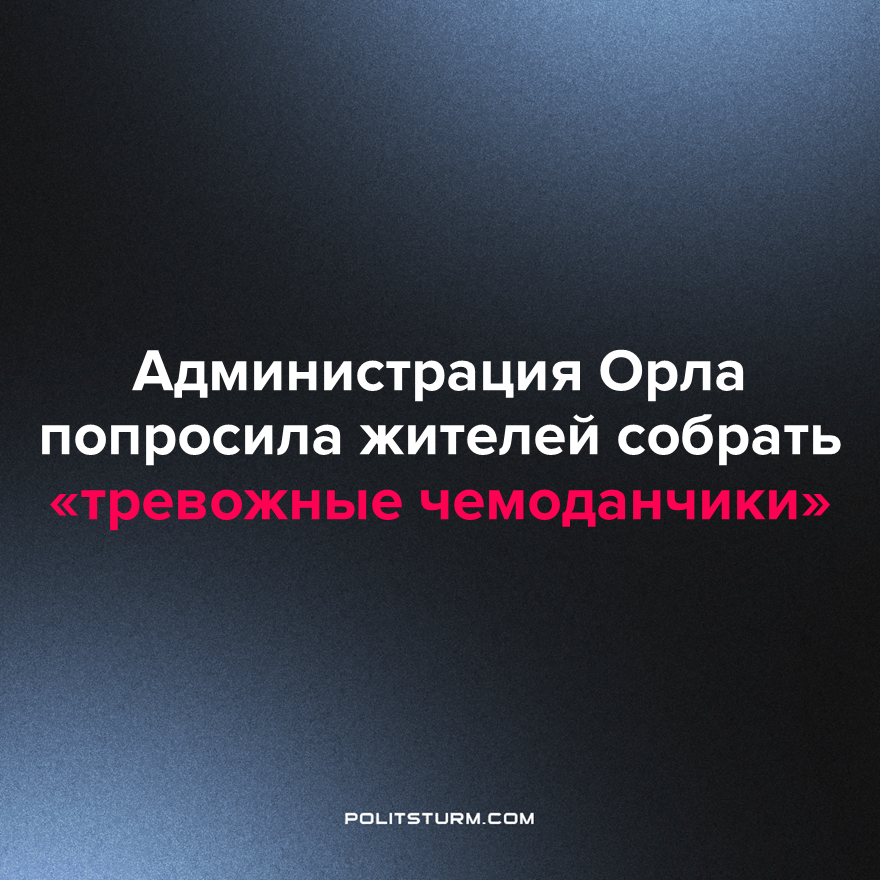 Администрация Орла
попросила жителей собрать
«тревожные чемоданчики»
POLITSTURM.COM